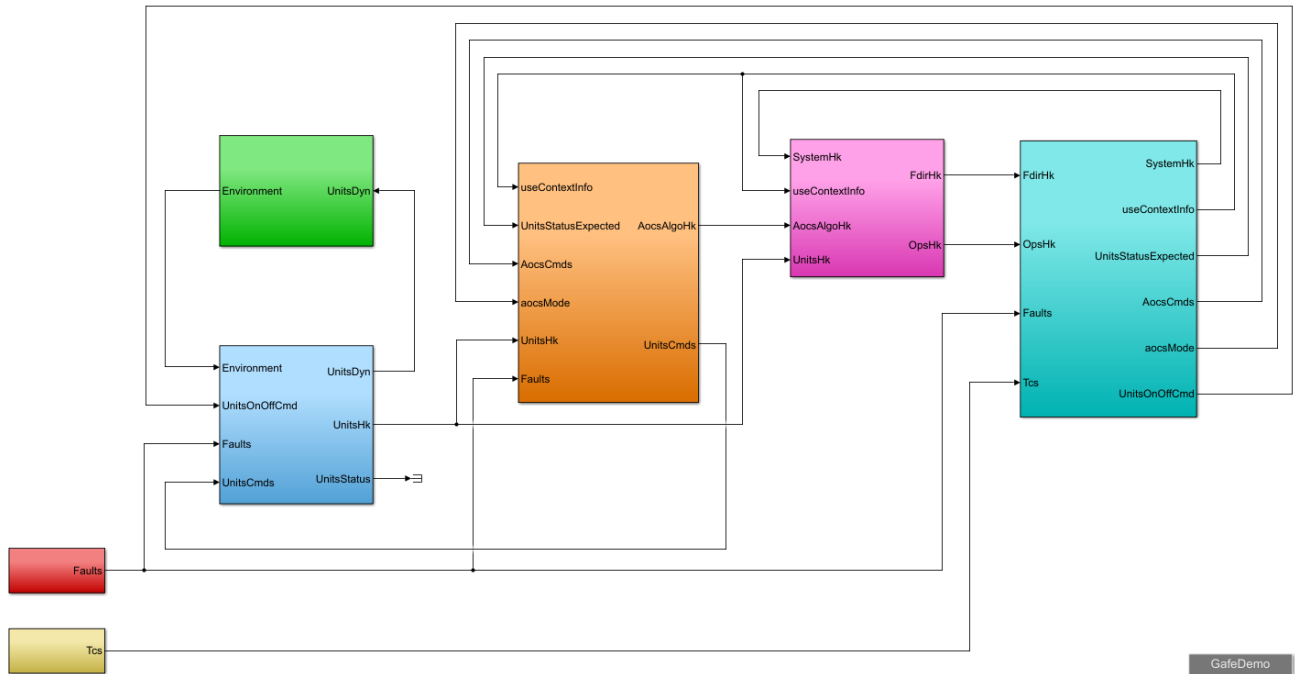 Environment
UnitsDyn
useContextInfo
UnitsStatusExpected
AocsCmds
aocsMode
UnitsHk
Faults
AocsAlgoHk
UnitsCmds
SystemHk
useContextInfo
AocsAlgoHk
UnitsHk
FdirHk
OpsHk
FdirHk
OpsHk
Faults
Tcs
SystemHk
useContextInfo
UnitsStatusExpected
AocsCmds
aocsMode
UnitsOnOffCmd
Environment
UnitsOnOffCmd
Faults
UnitsCmds
UnitsDyn
UnitsHk
UnitsStatus
Faults
Tcs
GafeDemo